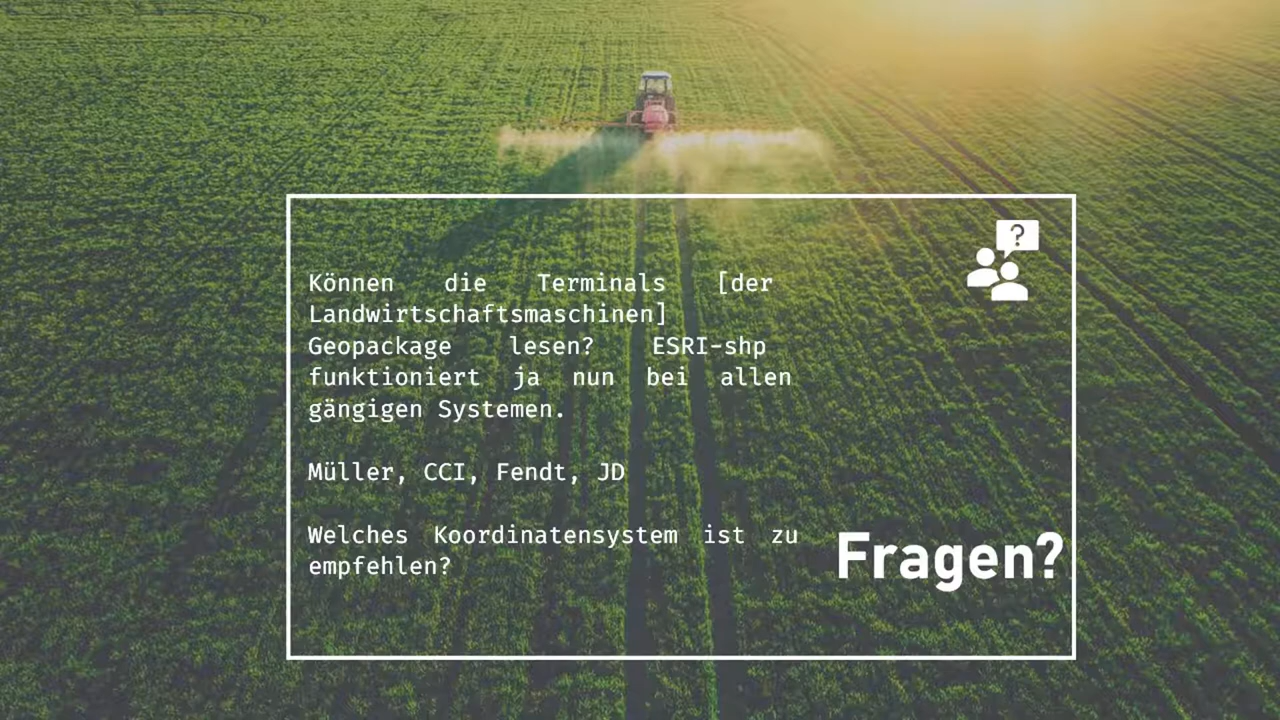 ?
Können die Terminals [der
Landwirtschaftsmaschinen]
Geopackage lesen? ESRI-shp
funktioniert ja nun bei allen
gängigen Systemen.
Müller, CCI, Fendt, JD
Welches Koordinatensystem ist zu
empfehlen?
Fragen?